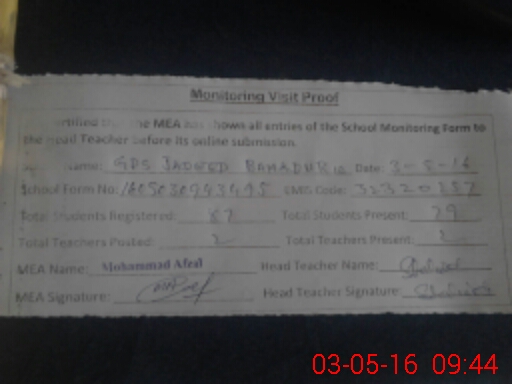 Monitoring Visit Proof
the MEA has shown all entries of the School Monitoring Form to
the Head Teacher before its online submission
Name: GPS Date: 3-5-16
School Form No: EMIS Code:
Total Students Registered: 87 Total Students Present: 79
Total Teachers Posted: 2 Total Teachers Present: 2
MEA Name: Mohammad Afzal Head Teacher Name:
MEA Signature: Head Teacher Signature:
03-05-16 09:44